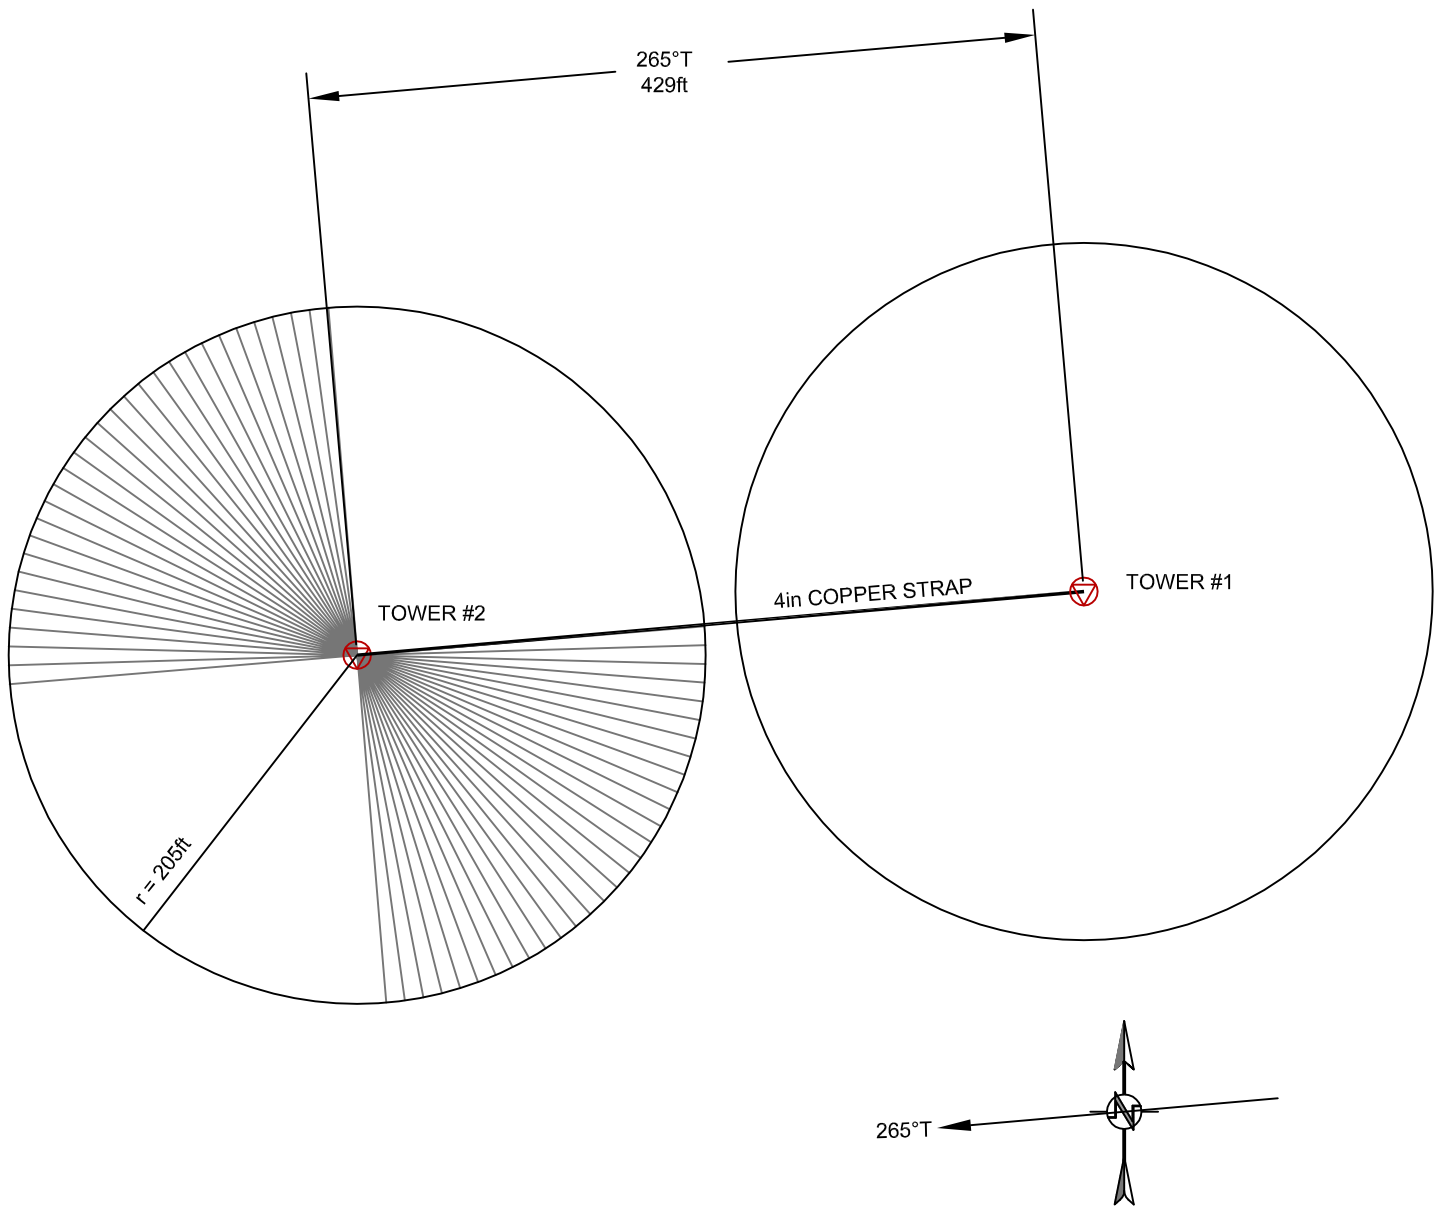 265°T
429ft
4in COPPER STRAP
TOWER #1
TOWER #2
r = 205ft
N
265°T